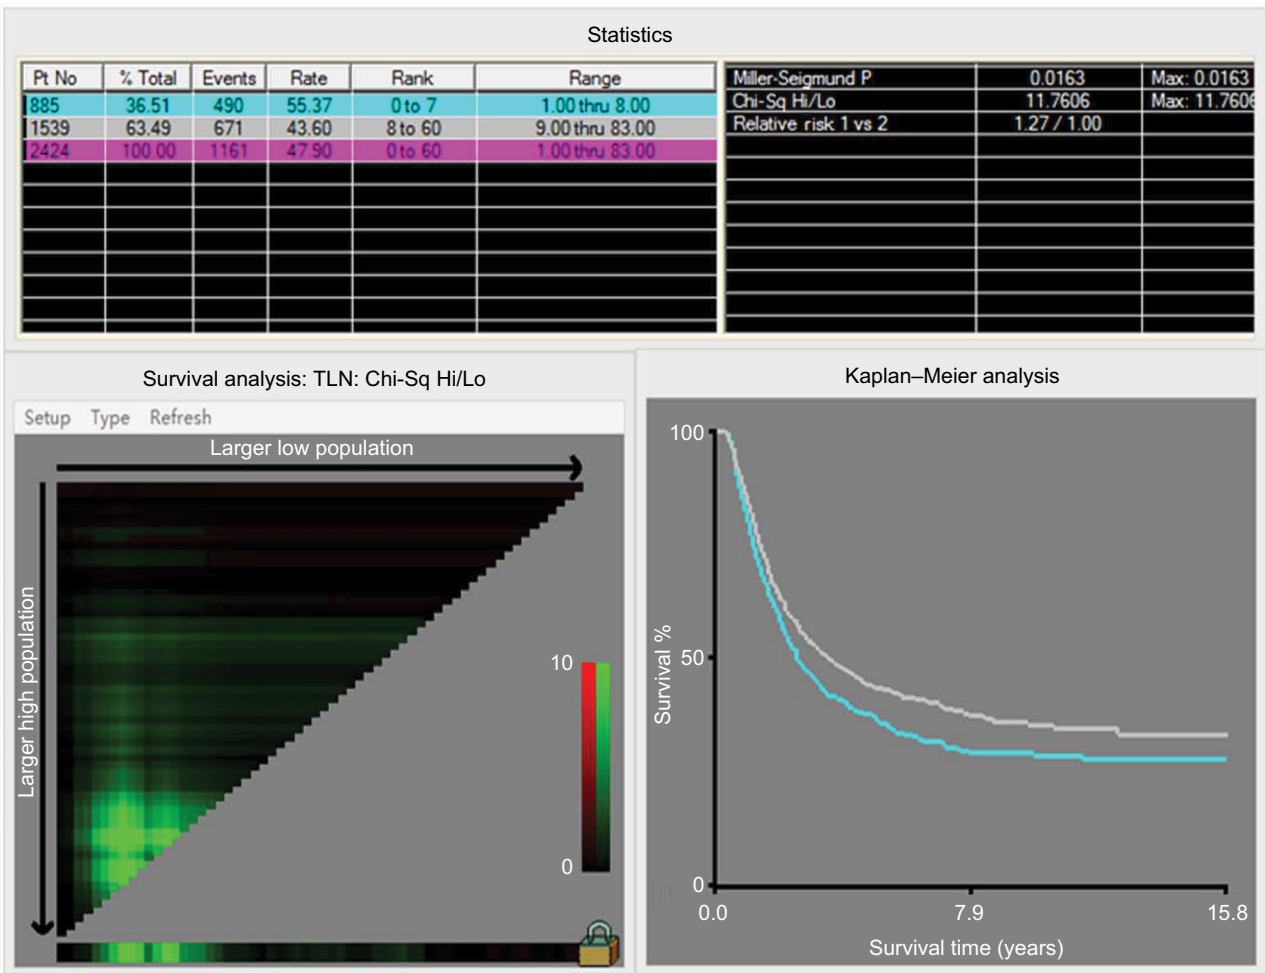 Statistics
Pt No % Total Events Rate Rank Range
885 36.51 490 55.37 0 to 7 1.00 thru 8.00
1539 63.49 671 43.60 8 to 60 9.00 thru 83.00
2424 100.00 1161 47.90 0 to 60 1.00 thru 83.00
Miller-Seigmund P 0.0163 Max: 0.0163
Chi-Sq Hi/Lo 11.7606 Max: 11.7606
Relative risk 1 vs 2 1.27 / 1.00
Survival analysis: TLN: Chi-Sq Hi/Lo
Setup Type Refresh
Larger low population
Larger high population
10
0
Kaplan–Meier analysis
100
50
0
Survival %
0.0 7.9 15.8
Survival time (years)